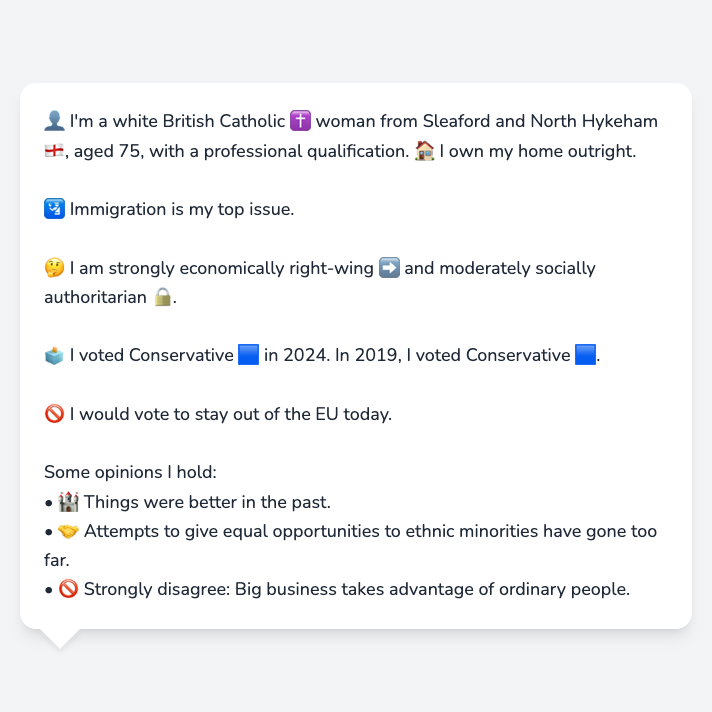 👤 I'm a white British Catholic ✝️ woman from Sleaford and North Hykeham
🏴󠁧󠁢󠁥󠁮󠁧󠁿, aged 75, with a professional qualification. 🏠 I own my home outright.
🛂 Immigration is my top issue.
🤔 I am strongly economically right-wing ➡️ and moderately socially
authoritarian 🔒.
🗳️ I voted Conservative 🟦 in 2024. In 2019, I voted Conservative 🟦.
🚫 I would vote to stay out of the EU today.
Some opinions I hold:
• 🏰 Things were better in the past.
• 🤝 Attempts to give equal opportunities to ethnic minorities have gone too
far.
• 🚫 Strongly disagree: Big business takes advantage of ordinary people.